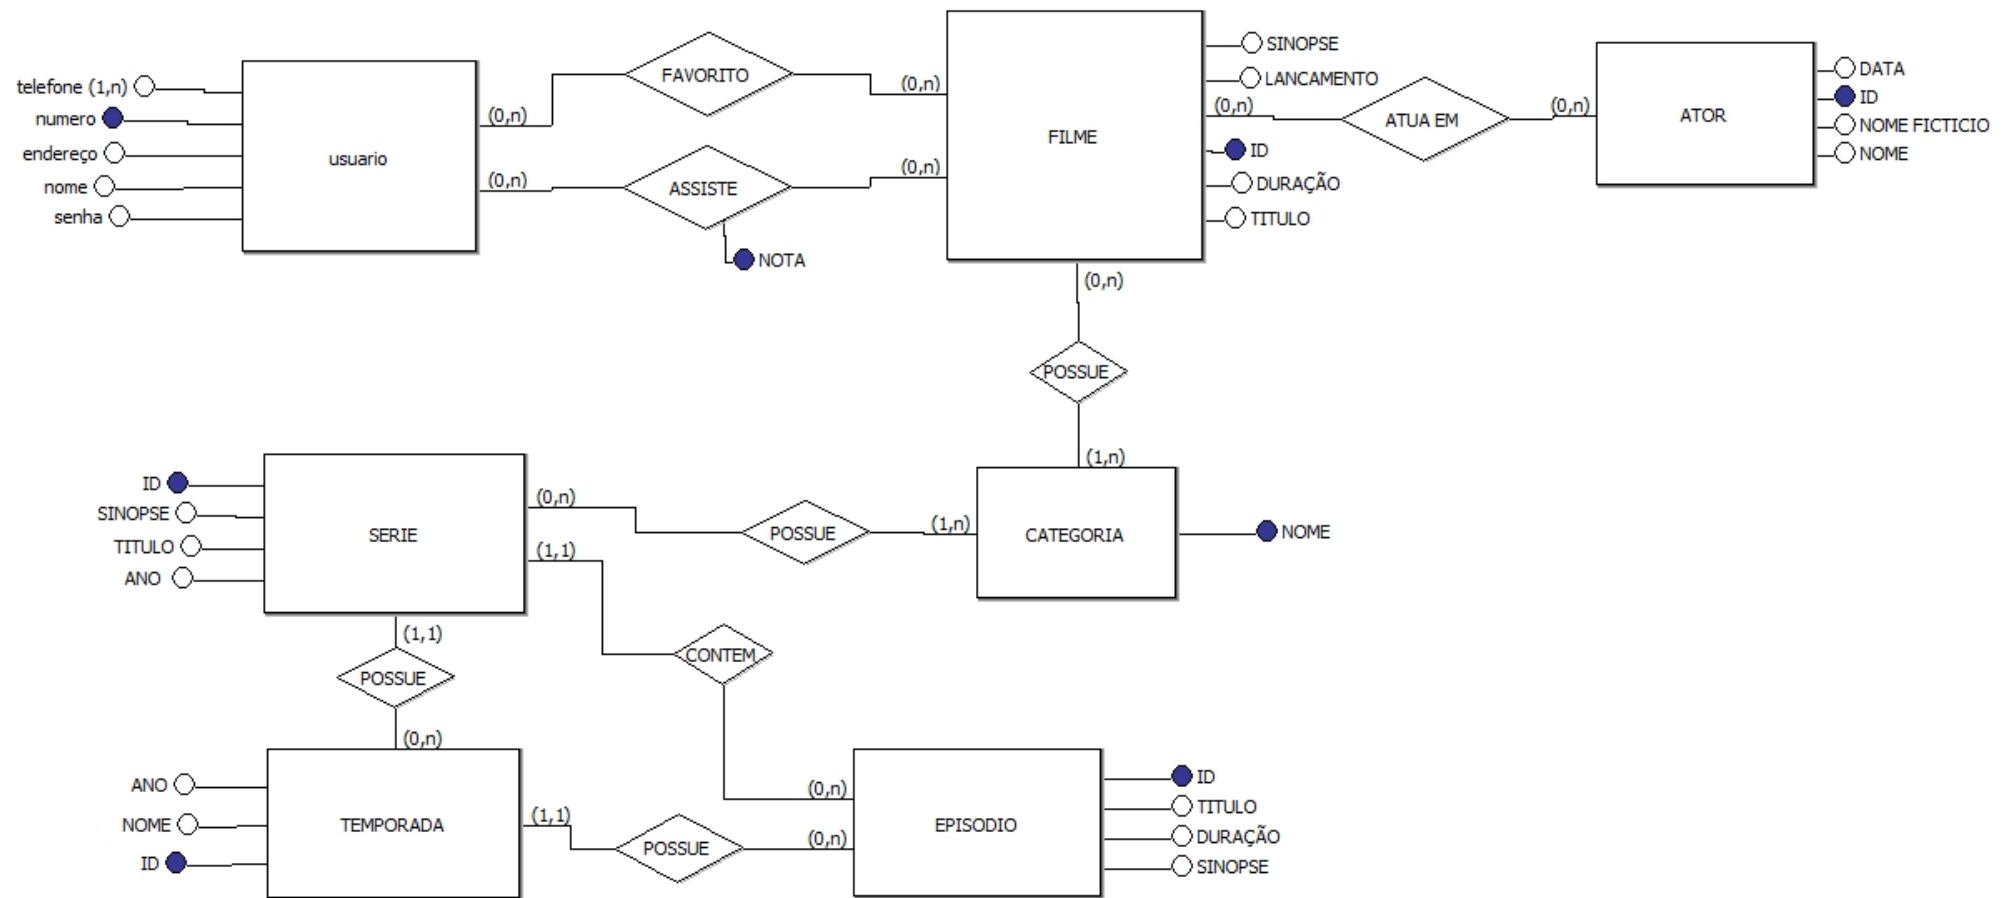 telefone (1,n)
numero
endereço
nome
senha
usuario
(0,n)
(0,n)
FAVORITO
ASSISTE
NOTA
(0,n)
(0,n)
FILME
SINOPSE
LANCAMENTO
(0,n)
ID
DURAÇÃO
TITULO
ATUA EM
(0,n)
ATOR
DATA
ID
NOME FICTICIO
NOME
(0,n)
POSSUE
(1,n)
ID
SINOPSE
TITULO
ANO
SERIE
(0,n)
(1,1)
POSSUE
(1,n)
CATEGORIA
NOME
(1,1)
POSSUE
(0,n)
CONTEM
ANO
NOME
ID
TEMPORADA
(1,1)
POSSUE
(0,n)
(0,n)
EPISODIO
ID
TITULO
DURAÇÃO
SINOPSE